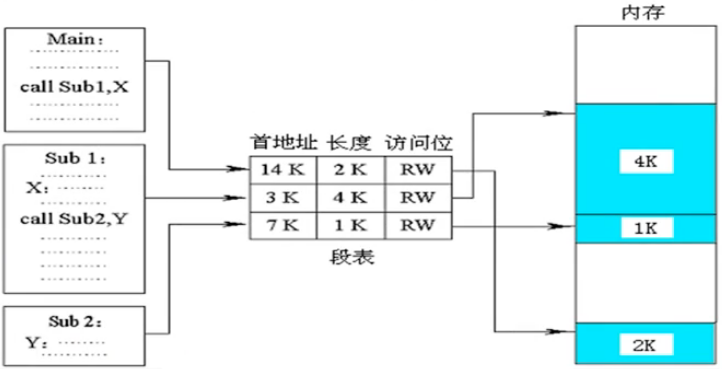 Main:
call Sub1,X
Sub 1:
X:
call Sub2,Y
Sub 2:
Y:
首地址 长度 访问位
14 K 2 K RW
3 K 4 K RW
7 K 1 K RW
段表
内存
4K
1K
2K